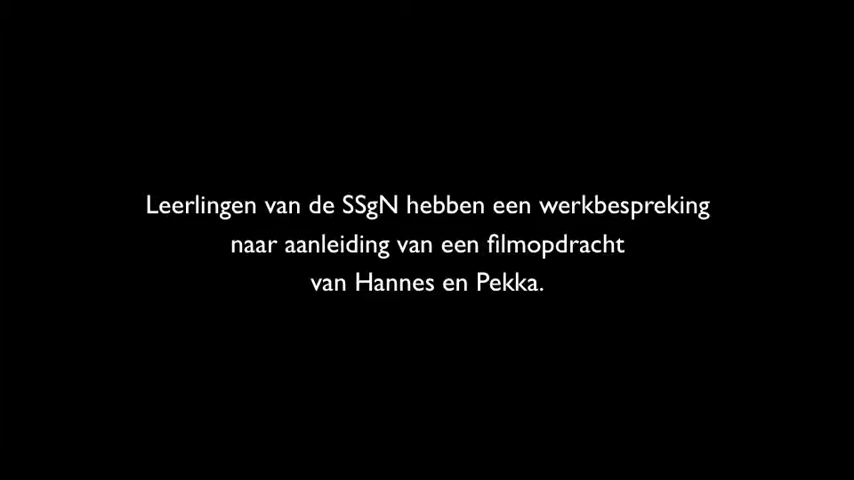 Leerlingen van de SSgN hebben een werkbespreking
naar aanleiding van een filmopdracht
van Hannes en Pekka.